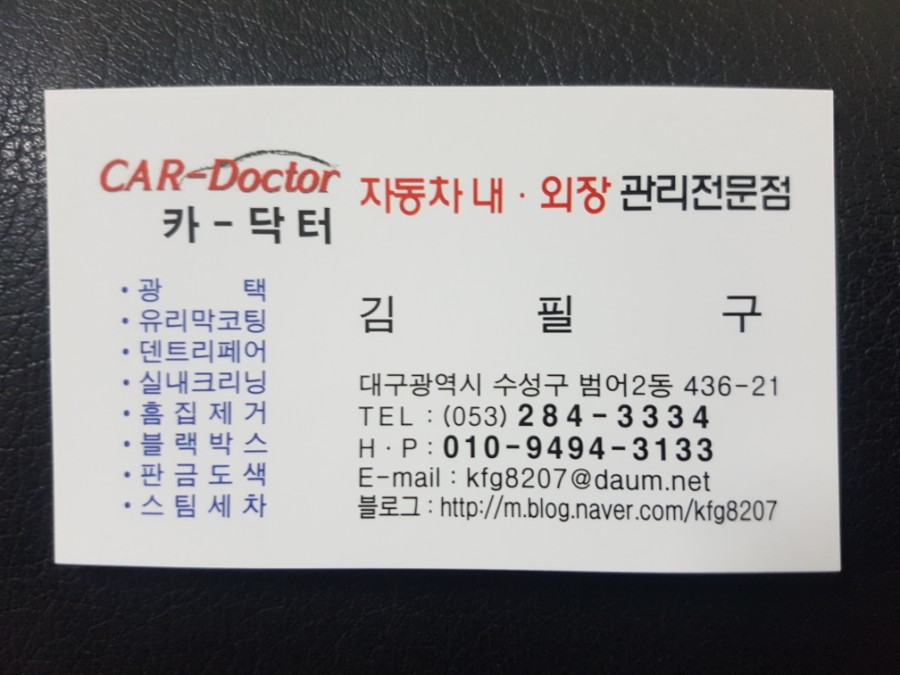 CAR-Doctor
카-닥터
자동차 내·외장 관리전문점
• 광 택
• 유리막코팅
• 덴트리페어
• 실내크리닝
• 흠집제거
• 블랙박스
• 판금도색
• 스팀세차
김 필 구
대구광역시 수성구 범어2동 436-21
TEL : (053) 284-3334
H·P : 010-9494-3133
E-mail : kfg8207@daum.net
블로그 : http://m.blog.naver.com/kfg8207